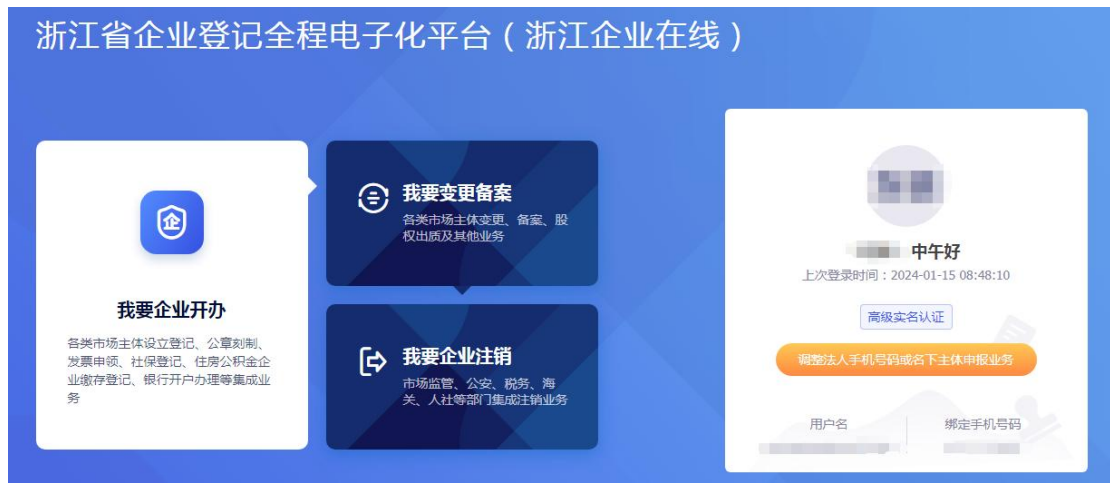 浙江省企业登记全程电子化平台（浙江企业在线）
我要企业开办
各类市场主体设立登记、公章刻制、
发票申领、社保登记、住房公积金企
业缴存登记、银行开户办理等集成业
务
我要变更备案
各类市场主体变更、备案、股
权出质及其他业务
我要企业注销
市场监管、公安、税务、海
关、人社等部门集成注销业务
中午好
上次登录时间：2024-01-15 08:48:10
高级实名认证
调整法人手机号码或名下主体申报业务
用户名
绑定手机号码